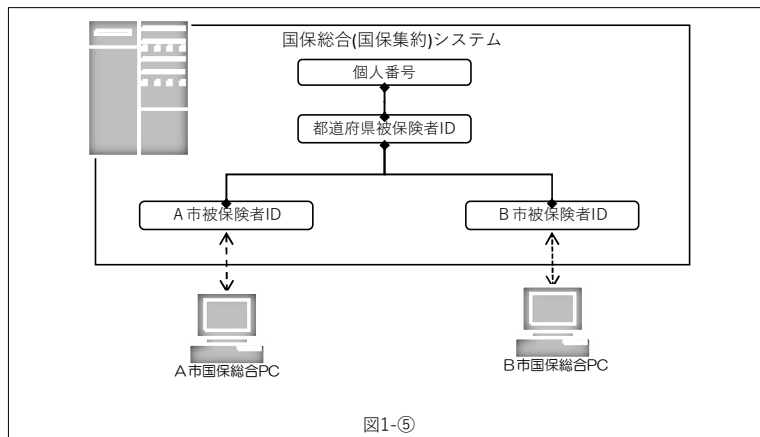 国保総合(国保集約)システム
個人番号
都道府県被保険者ID
A市被保険者ID
B市被保険者ID
A市国保総合PC
B市国保総合PC
図1-⑤